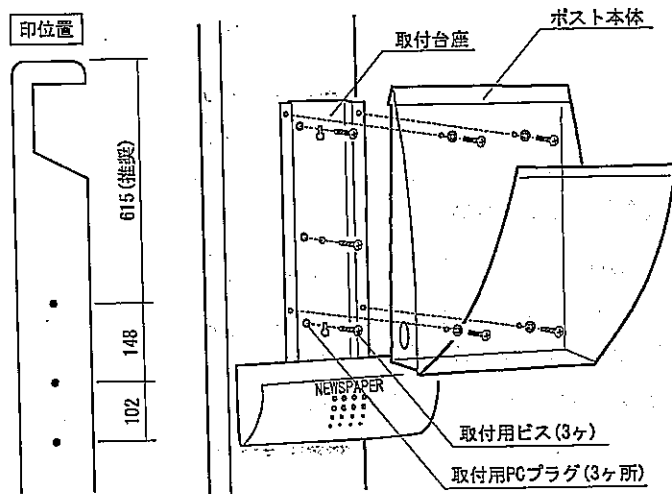 印位置
取付台座
ポスト本体
615(推奨)
148
102
NEWSPAPER
取付用ビス(3ヶ)
取付用PCプラグ(3ヶ所)